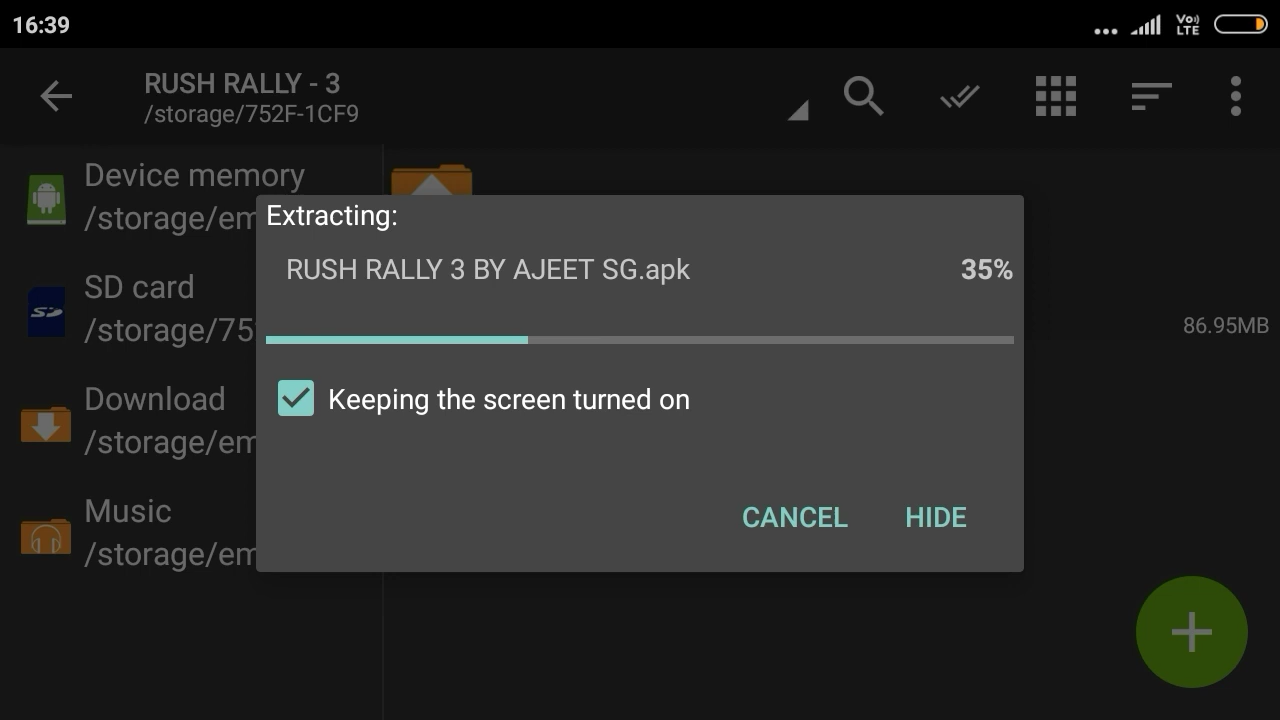 16:39
Vo) LTE
RUSH RALLY - 3
/storage/752F-1CF9
Device memory
/storage/em
SD card
/storage/75
Download
/storage/em
Music
/storage/em
86.95MB
Extracting:
RUSH RALLY 3 BY AJEET SG.apk 35%
Keeping the screen turned on
CANCEL HIDE